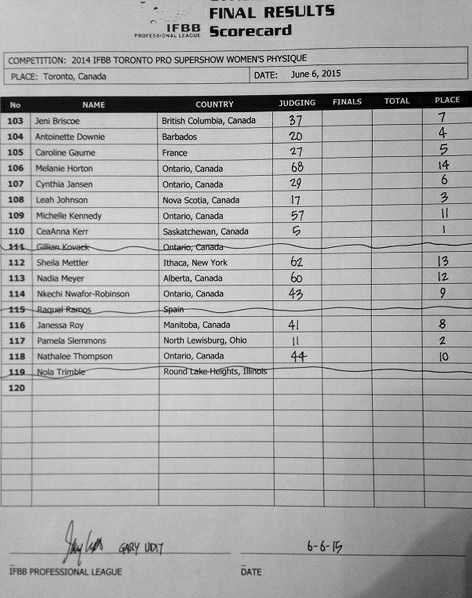 FINAL RESULTS
IFBB Scorecard
PROFESSIONAL LEAGUE
COMPETITION: 2014 IFBB TORONTO PRO SUPERSHOW WOMEN'S PHYSIQUE
PLACE: Toronto, Canada DATE: June 6, 2015
No NAME COUNTRY JUDGING FINALS TOTAL PLACE
103 Jeni Briscoe British Columbia, Canada 37 7
104 Antoinette Downie Barbados 20 4
105 Caroline Gaume France 27 5
106 Melanie Horton Ontario, Canada 68 14
107 Cynthia Jansen Ontario, Canada 29 6
108 Leah Johnson Nova Scotia, Canada 17 3
109 Michelle Kennedy Ontario, Canada 57 11
110 CeaAnna Kerr Saskatchewan, Canada 5 1
111 Gillian Kovack Ontario, Canada
112 Sheila Mettler Ithaca, New York 62 13
113 Nadia Meyer Alberta, Canada 60 12
114 Nkechi Nwafor-Robinson Ontario, Canada 43 9
115 Raquel Ramos Spain
116 Janessa Roy Manitoba, Canada 41 8
117 Pamela Slemmons North Lewisburg, Ohio 11 2
118 Nathalee Thompson Ontario, Canada 44 10
119 Nola Trimble Round Lake Heights, Illinois
120
GARY UDIT 6-6-15
IFBB PROFESSIONAL LEAGUE DATE